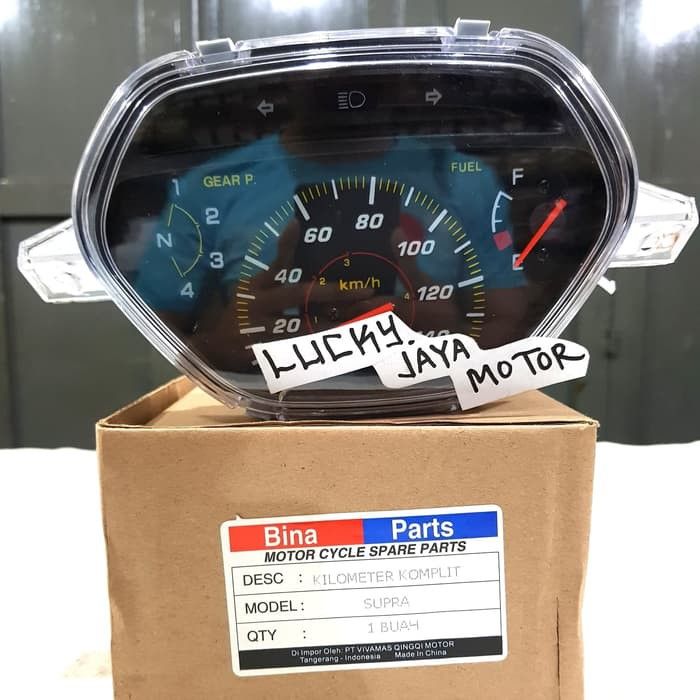 GEAR P.
FUEL
1
2
N
3
4
F
E
20
40
60
80
100
120
140
km/h
1
2
3
4
LUCKY.
JAYA
MOTOR
Bina Parts
MOTOR CYCLE SPARE PARTS
DESC : KILOMETER KOMPLIT
MODEL : SUPRA
QTY : 1 BUAH
Di Impor Oleh: PT VIVAMAS QINGQI MOTOR
Tangerang - Indonesia Made In China